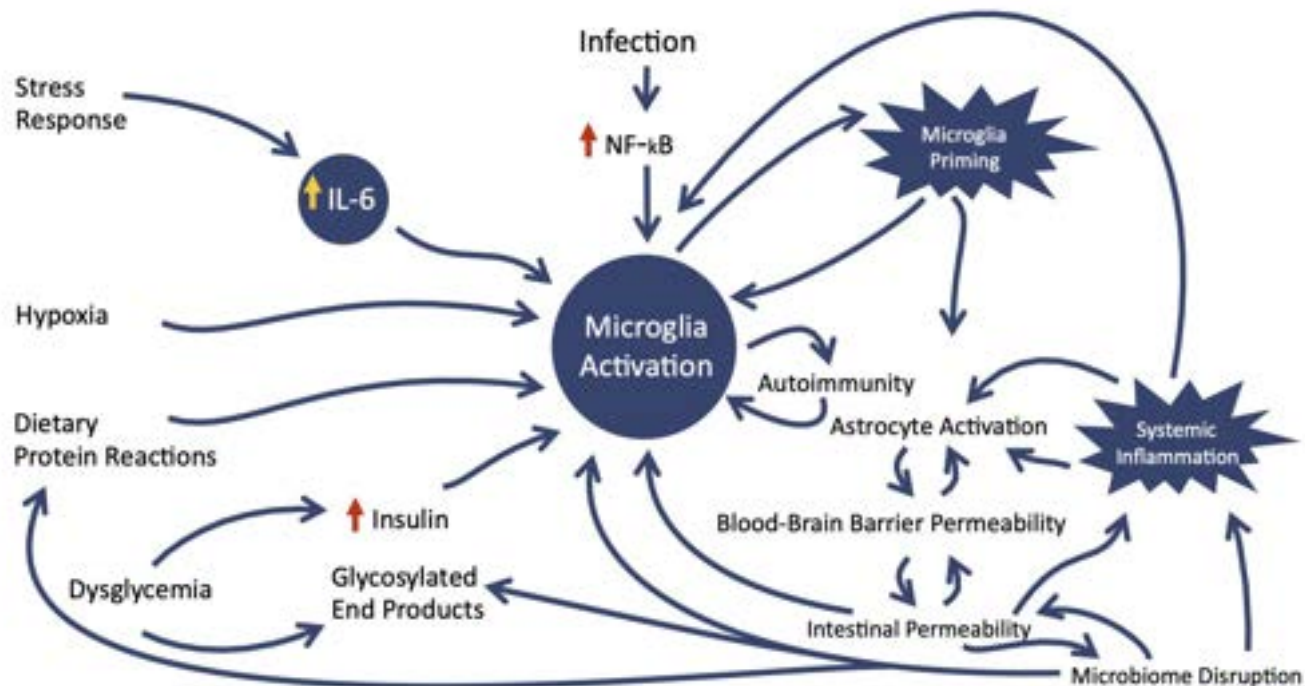 Infection
Stress
Response
NF-kB
Microglia
Priming
IL-6
Hypoxia
Microglia
Activation
Autoimmunity
Dietary
Protein Reactions
Astrocyte Activation
Systemic
Inflammation
Insulin
Blood-Brain Barrier Permeability
Dysglycemia
Glycosylated
End Products
Intestinal Permeability
Microbiome Disruption